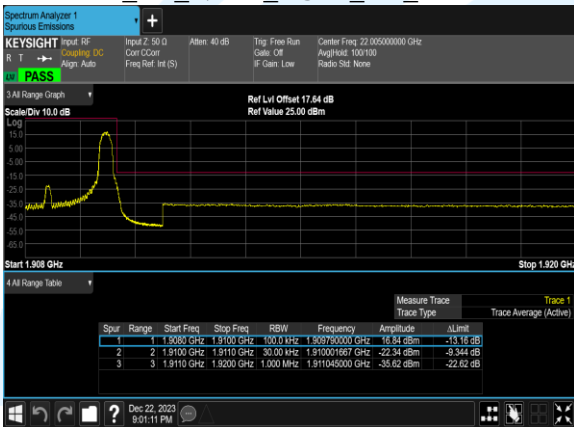 Spectrum Analyzer 1
Spurious Emissions
+
KEYSIGHT Input: RF Input Z: 50 Ω Atten: 40 dB Trig: Free Run Center Freq: 22.005000000 GHz
R T Coupling: DC Corr CCorr Gate: Off Avg|Hold: 100/100
Align: Auto Freq Ref: Int (S) IF Gain: Low Radio Std: None
PASS
3 All Range Graph
Ref Lvl Offset 17.64 dB
Scale/Div 10.0 dB Ref Value 25.00 dBm
Log
15.0
5.00
-5.00
-15.0
-25.0
-35.0
-45.0
-55.0
-65.0
Start 1.908 GHz Stop 1.920 GHz
4 All Range Table
Measure Trace Trace 1
Trace Type Trace Average (Active)
Spur Range Start Freq Stop Freq RBW Frequency Amplitude ΔLimit
1 1 1.9080 GHz 1.9100 GHz 100.0 kHz 1.909790000 GHz 16.84 dBm -13.16 dB
2 2 1.9100 GHz 1.9110 GHz 30.00 kHz 1.910001667 GHz -22.34 dBm -9.344 dB
3 3 1.9110 GHz 1.9200 GHz 1.000 MHz 1.911045000 GHz -35.62 dBm -22.62 dB
? Dec 22, 2023
9:01:11 PM